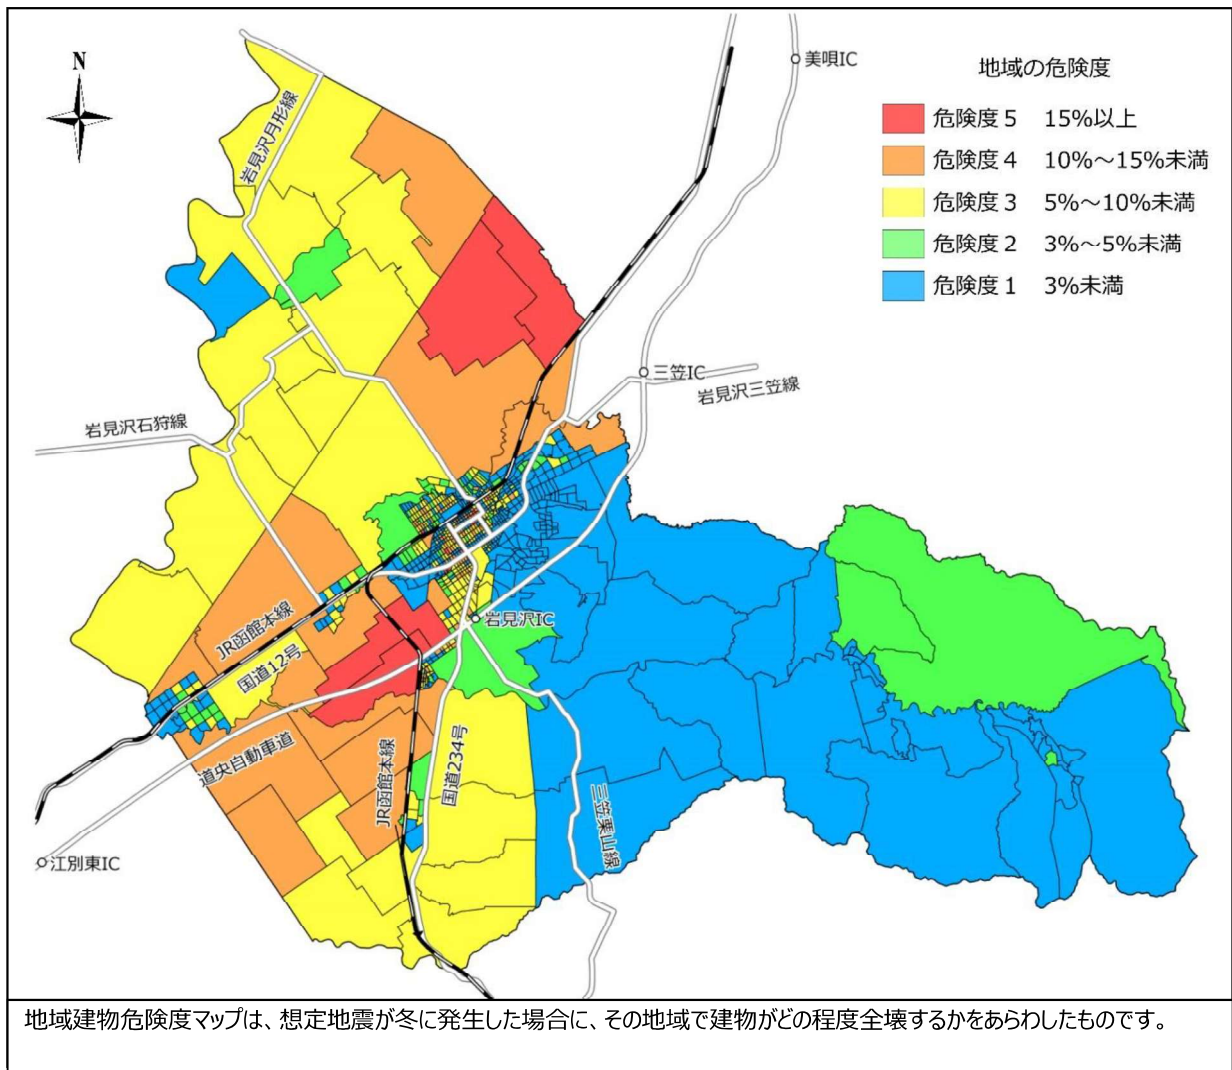 N
美唄IC
地域の危険度
危険度5 15%以上
危険度4 10%～15%未満
危険度3 5%～10%未満
危険度2 3%～5%未満
危険度1 3%未満
岩見沢月形線
三笠IC
岩見沢三笠線
岩見沢石狩線
岩見沢IC
JR函館本線
国道12号
道央自動車道
JR函館本線
国道234号
三笠栗山線
江別東IC
地域建物危険度マップは、想定地震が冬に発生した場合に、その地域で建物がどの程度全壊するかをあらわしたものです。